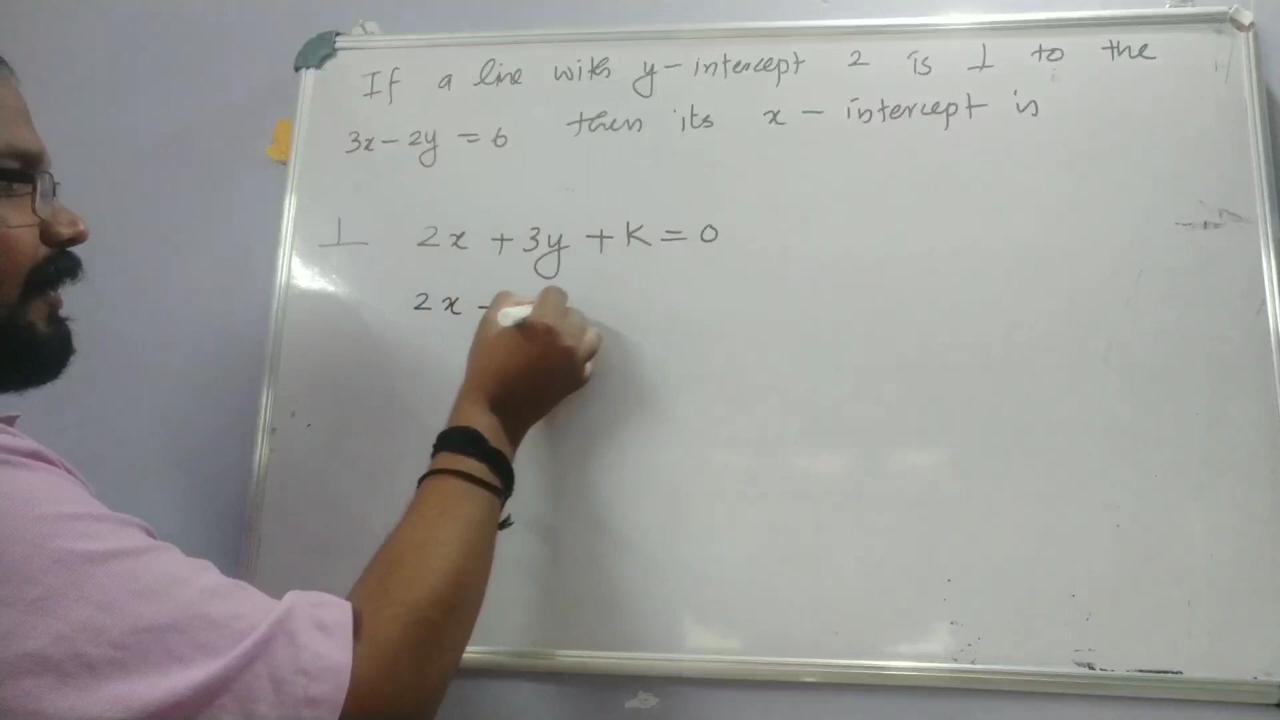 If a line with y-intercept 2 is ⊥ to the
3x-2y = 6 then its x-intercept is
⊥ 2x + 3y + K = 0
2x -